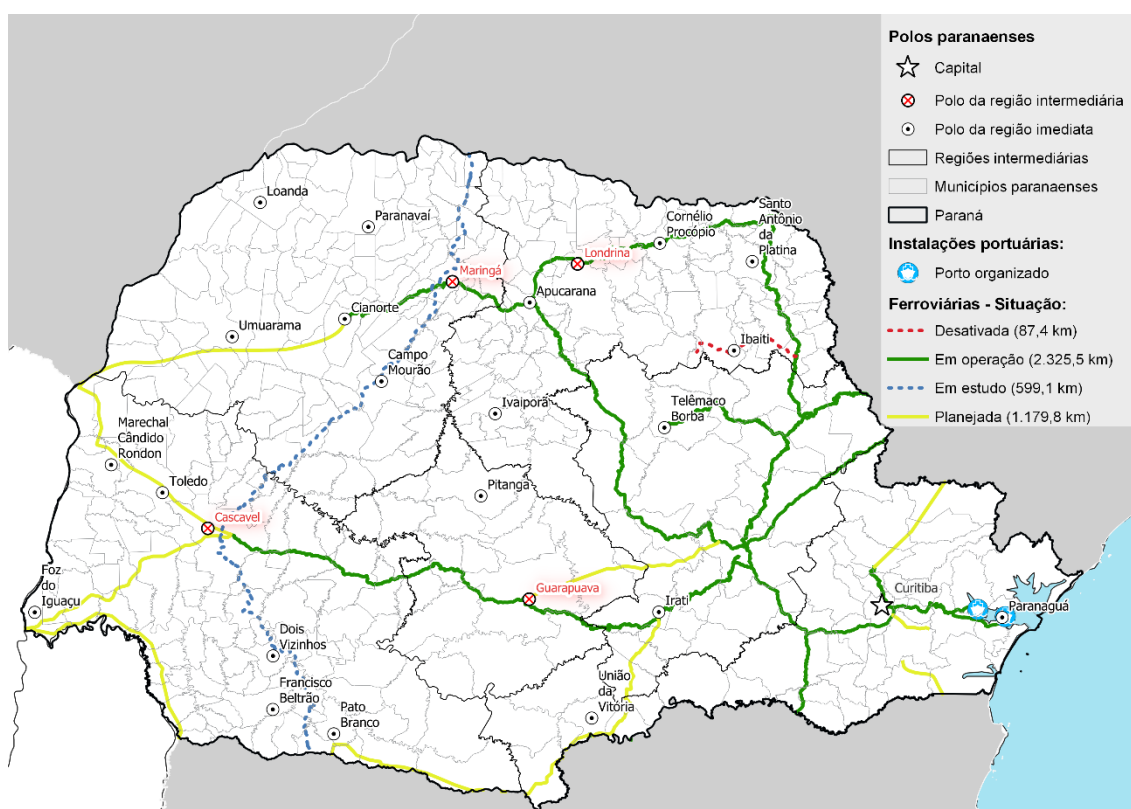 Polos paranaenses
Capital
Polo da região intermediária
Polo da região imediata
Regiões intermediárias
Municípios paranaenses
Paraná
Instalações portuárias:
Porto organizado
Ferroviárias - Situação:
Desativada (87,4 km)
Em operação (2.325,5 km)
Em estudo (599,1 km)
Planejada (1.179,8 km)
Loanda
Paranavaí
Cornélio
Procópio
Santo
Antônio
da
Platina
Londrina
Maringá
Apucarana
Cianorte
Umuarama
Campo
Mourão
Ibaiti
Ivaiporã
Telêmaco
Borba
Marechal
Cândido
Rondon
Toledo
Pitanga
Cascavel
Foz
do
Iguaçu
Guarapuava
Irati
Curitiba
Paranaguá
Dois
Vizinhos
Francisco
Beltrão
Pato
Branco
União
da
Vitória